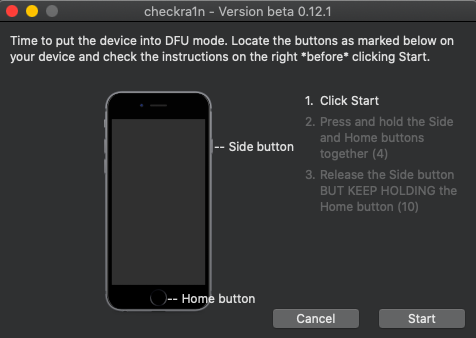 checkra1n - Version beta 0.12.1
Time to put the device into DFU mode. Locate the buttons as marked below on
your device and check the instructions on the right *before* clicking Start.
-- Side button
-- Home button
1. Click Start
2. Press and hold the Side
and Home buttons
together (4)
3. Release the Side button
BUT KEEP HOLDING the
Home button (10)
Cancel
Start